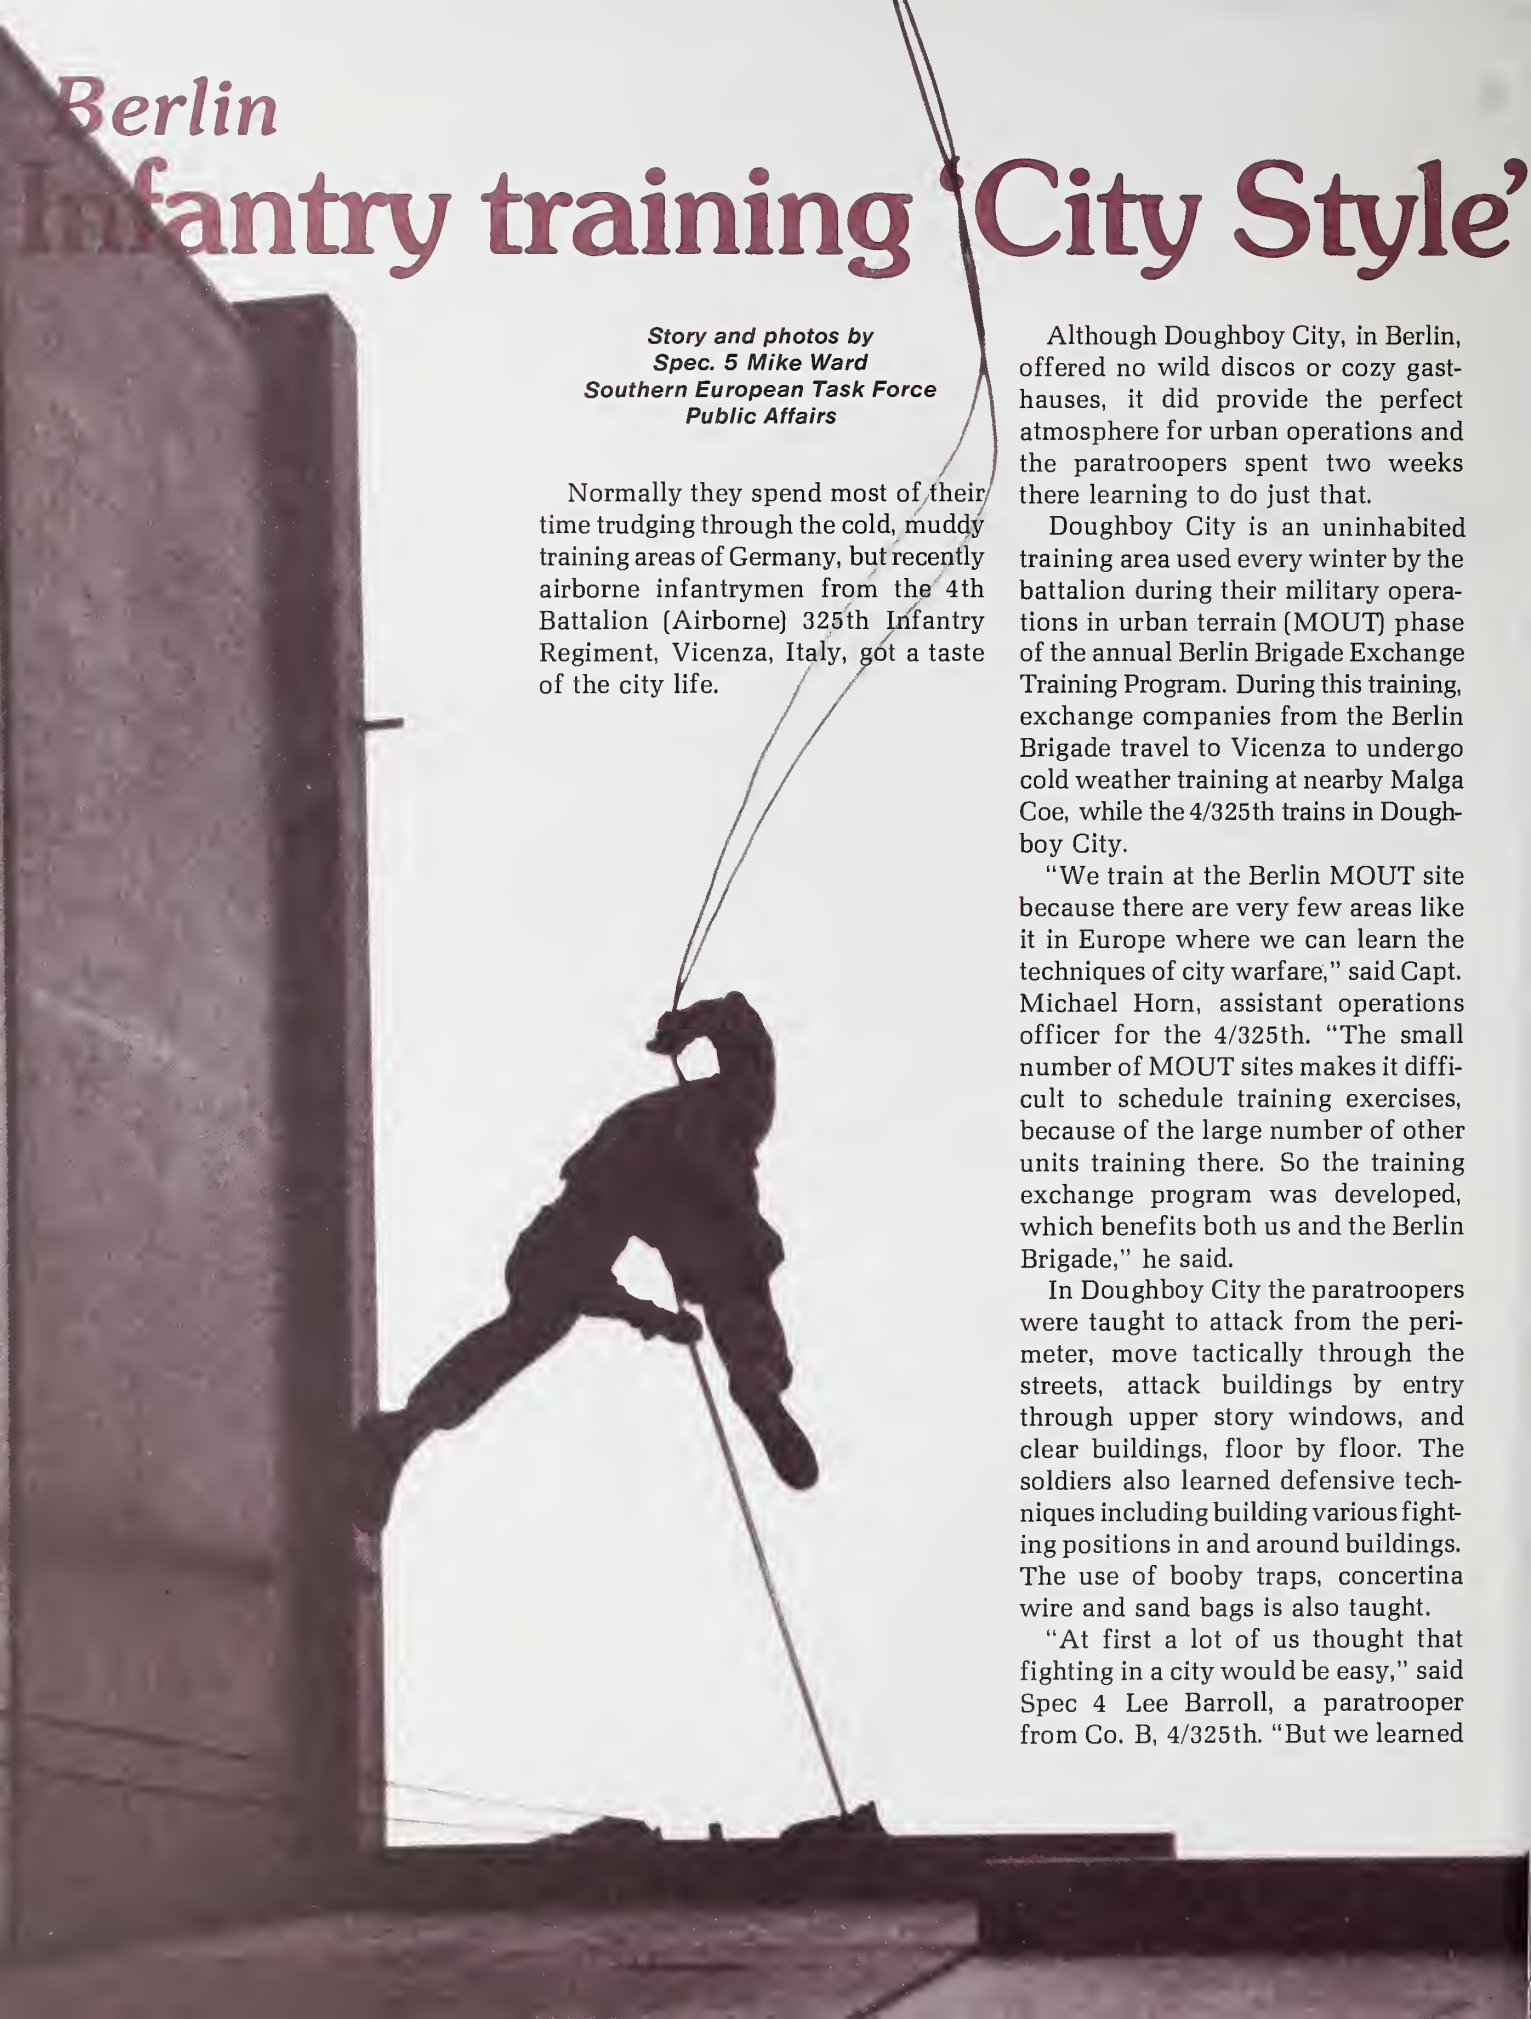 Berlin
Infantry training ‘City Style’
Story and photos by
Spec. 5 Mike Ward
Southern European Task Force
Public Affairs
Normally they spend most of their
time trudging through the cold, muddy
training areas of Germany, but recently
airborne infantrymen from the 4th
Battalion (Airborne) 325th Infantry
Regiment, Vicenza, Italy, got a taste
of the city life.
Although Doughboy City, in Berlin,
offered no wild discos or cozy gast-
hauses, it did provide the perfect
atmosphere for urban operations and
the paratroopers spent two weeks
there learning to do just that.
Doughboy City is an uninhabited
training area used every winter by the
battalion during their military opera-
tions in urban terrain (MOUT) phase
of the annual Berlin Brigade Exchange
Training Program. During this training,
exchange companies from the Berlin
Brigade travel to Vicenza to undergo
cold weather training at nearby Malga
Coe, while the 4/325th trains in Dough-
boy City.
“We train at the Berlin MOUT site
because there are very few areas like
it in Europe where we can learn the
techniques of city warfare,” said Capt.
Michael Horn, assistant operations
officer for the 4/325th. “The small
number of MOUT sites makes it diffi-
cult to schedule training exercises,
because of the large number of other
units training there. So the training
exchange program was developed,
which benefits both us and the Berlin
Brigade,” he said.
In Doughboy City the paratroopers
were taught to attack from the peri-
meter, move tactically through the
streets, attack buildings by entry
through upper story windows, and
clear buildings, floor by floor. The
soldiers also learned defensive tech-
niques including building various fight-
ing positions in and around buildings.
The use of booby traps, concertina
wire and sand bags is also taught.
“At first a lot of us thought that
fighting in a city would be easy,” said
Spec 4 Lee Barroll, a paratrooper
from Co. B, 4/325th. “But we learned